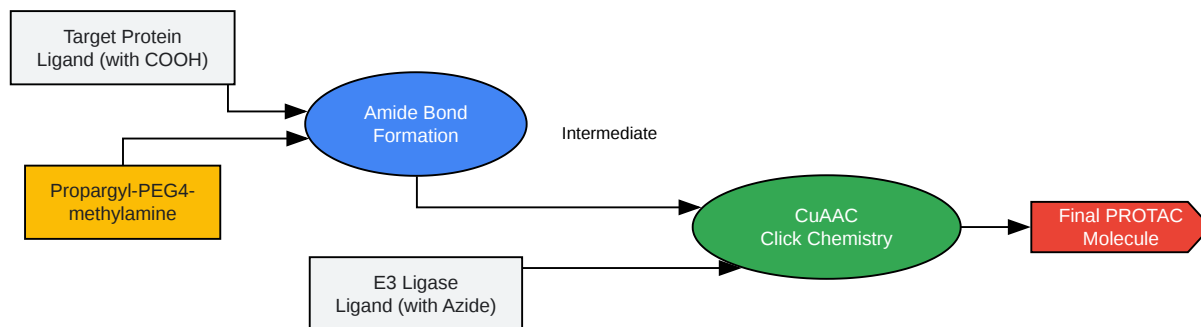 Target Protein
Ligand (with COOH)
Amide Bond
Formation
Intermediate
Propargyl-PEG4-
methylamine
CuAAC
Click Chemistry
Final PROTAC
Molecule
E3 Ligase
Ligand (with Azide)